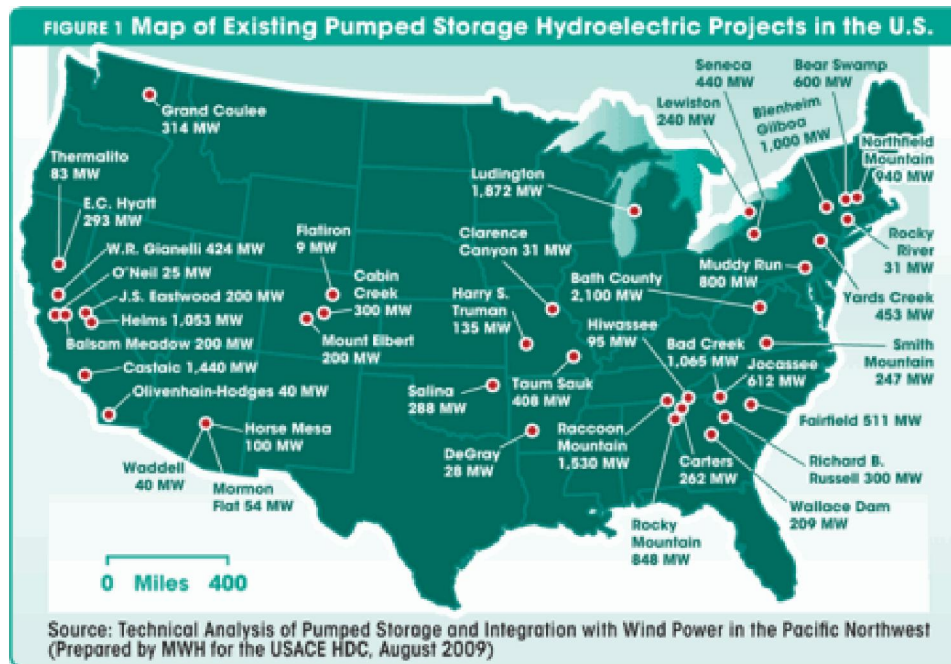 FIGURE 1 Map of Existing Pumped Storage Hydroelectric Projects in the U.S.
Seneca
440 MW
Bear Swamp
600 MW
Lewiston
240 MW
Blenheim
Gilboa
1,000 MW
Northfield
Mountain
940 MW
Grand Coulee
314 MW
Thermalito
83 MW
Ludington
1,872 MW
E.C. Hyatt
293 MW
Flatiron
9 MW
Clarence
Canyon 31 MW
Rocky
River
31 MW
W.R. Gianelli 424 MW
O'Neil 25 MW
J.S. Eastwood 200 MW
Helms 1,053 MW
Balsam Meadow 200 MW
Cabin
Creek
300 MW
Harry S.
Truman
135 MW
Bath County
2,100 MW
Muddy Run
800 MW
Yards Creek
453 MW
Mount Elbert
200 MW
Hiwassee
95 MW
Bad Creek
1,065 MW
Jocassee
612 MW
Smith
Mountain
247 MW
Castaic 1,440 MW
Olivenhain-Hodges 40 MW
Salina
288 MW
Taum Sauk
408 MW
Fairfield 511 MW
Horse Mesa
100 MW
Waddell
40 MW
Mormon
Flat 54 MW
DeGray
28 MW
Raccoon
Mountain
1,530 MW
Carters
262 MW
Richard B.
Russell 300 MW
Wallace Dam
209 MW
Rocky
Mountain
848 MW
0 Miles 400
Source: Technical Analysis of Pumped Storage and Integration with Wind Power in the Pacific Northwest
(Prepared by MWH for the USACE HDC, August 2009)